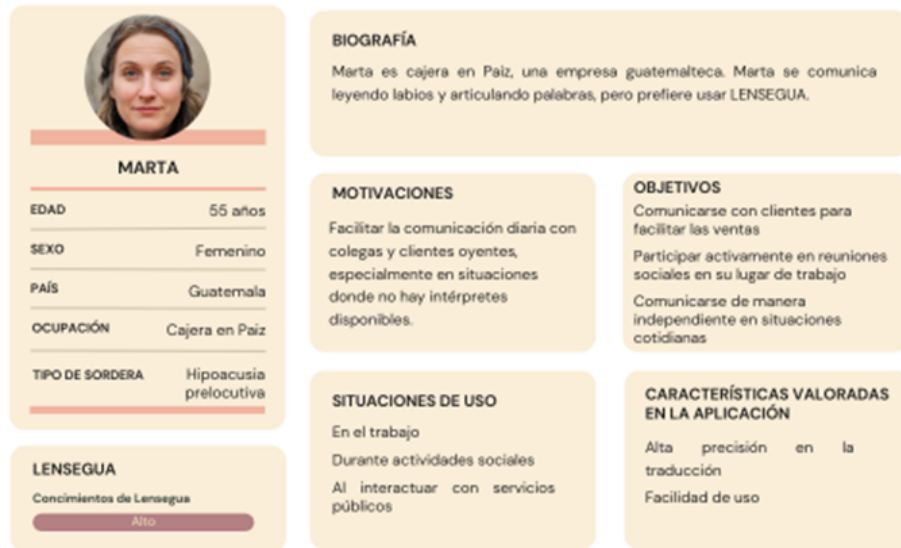 MARTA
EDAD 55 años
SEXO Femenino
PAÍS Guatemala
OCUPACIÓN Cajera en Paiz
TIPO DE SORDERA Hipoacusia
prelocutiva
LENSEGUA
Concimientos de Lensegua
Alto
BIOGRAFÍA
Marta es cajera en Paiz, una empresa guatemalteca. Marta se comunica
leyendo labios y articulando palabras, pero prefiere usar LENSEGUA.
MOTIVACIONES
Facilitar la comunicación diaria con
colegas y clientes oyentes,
especialmente en situaciones
donde no hay intérpretes
disponibles.
OBJETIVOS
Comunicarse con clientes para
facilitar las ventas
Participar activamente en reuniones
sociales en su lugar de trabajo
Comunicarse de manera
independiente en situaciones
cotidianas
SITUACIONES DE USO
En el trabajo
Durante actividades sociales
Al interactuar con servicios
públicos
CARACTERÍSTICAS VALORADAS
EN LA APLICACIÓN
Alta precisión en la
traducción
Facilidad de uso